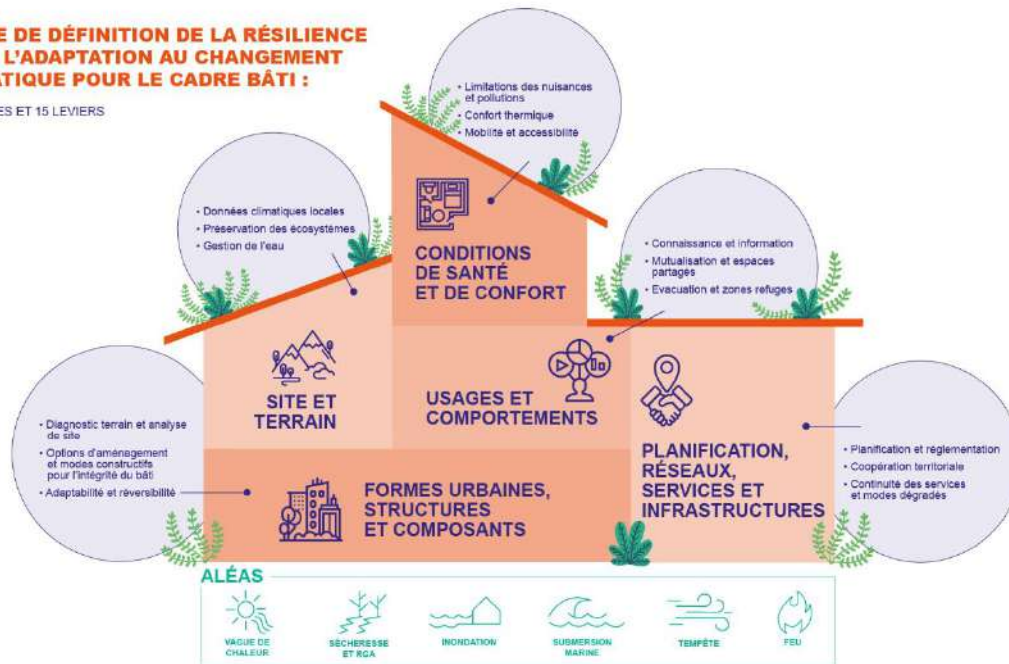 E DE DÉFINITION DE LA RÉSILIENCE
L'ADAPTATION AU CHANGEMENT
ATIQUE POUR LE CADRE BÂTI :
ES ET 15 LEVIERS
• Limitations des nuisances
et pollutions
• Confort thermique
• Mobilité et accessibilité
• Données climatiques locales
• Préservation des écosystèmes
• Gestion de l'eau
CONDITIONS
DE SANTÉ
ET DE CONFORT
• Connaissance et information
• Mutualisation et espaces
partagés
• Evacuation et zones refuges
SITE ET
TERRAIN
USAGES ET
COMPORTEMENTS
• Diagnostic terrain et analyse
de site
• Options d'aménagement
et modes constructifs
pour l'intégrité du bâti
• Adaptabilité et réversibilité
FORMES URBAINES,
STRUCTURES
ET COMPOSANTS
PLANIFICATION,
RÉSEAUX,
SERVICES ET
INFRASTRUCTURES
• Planification et réglementation
• Coopération territoriale
• Continuité des services
et modes dégradés
ALÉAS
VAGUE DE
CHALEUR
SÈCHERESSE
ET RGA
INONDATION
SUBMERSION
MARINE
TEMPÊTE
FEU